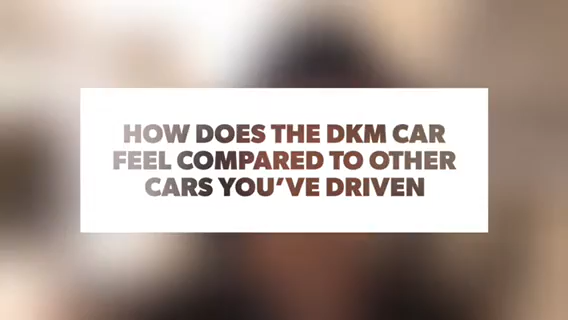 HOW DOES THE DKM CAR
FEEL COMPARED TO OTHER
CARS YOU'VE DRIVEN